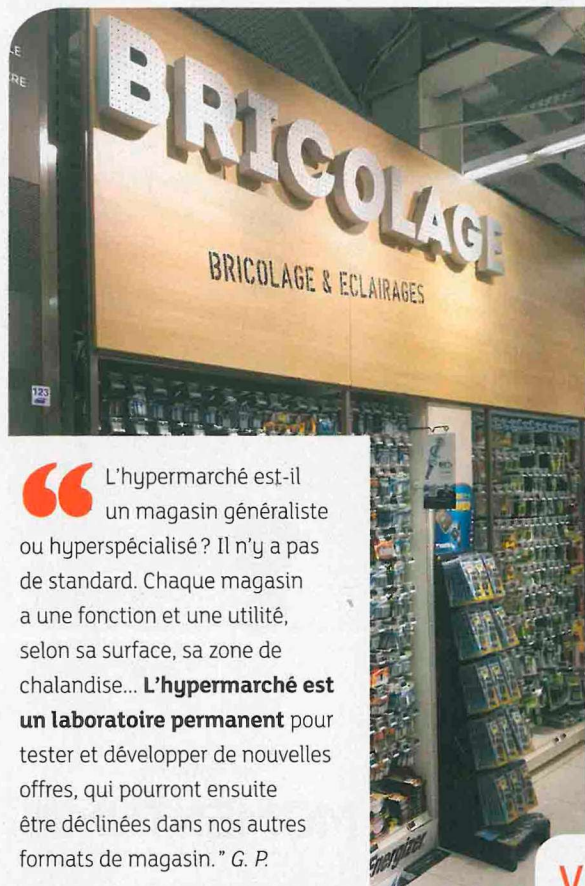 BRICOLAGE
BRICOLAGE & ECLAIRAGES
123
“ L’hypermarché est-il
un magasin généraliste
ou hyperspécialisé ? Il n’y a pas
de standard. Chaque magasin
a une fonction et une utilité,
selon sa surface, sa zone de
chalandise... L’hypermarché est
un laboratoire permanent pour
tester et développer de nouvelles
offres, qui pourront ensuite
être déclinées dans nos autres
formats de magasin.” G. P.
Energizer